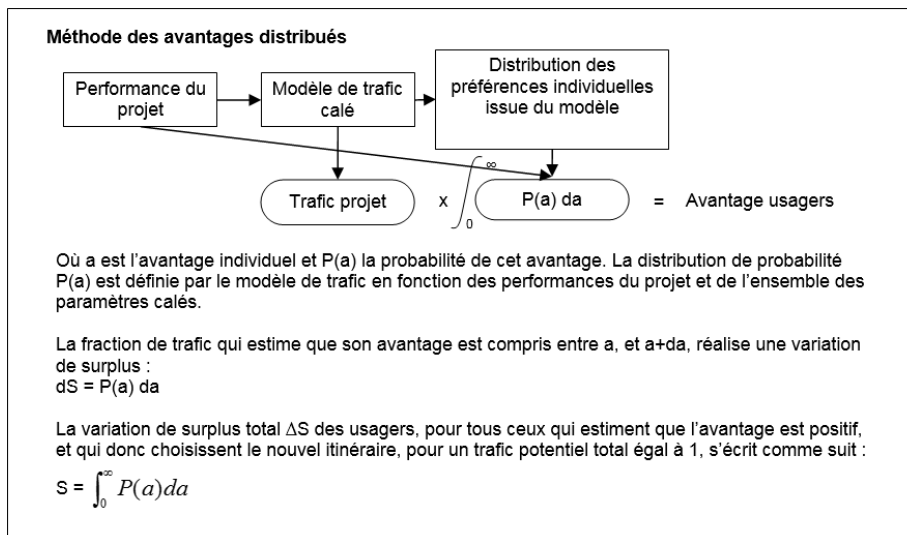 Méthode des avantages distribués
Performance du
projet
Modèle de trafic
calé
Distribution des
préférences individuelles
issue du modèle
Trafic projet
x
∫
∞
0
P(a) da
=
Avantage usagers
Où a est l’avantage individuel et P(a) la probabilité de cet avantage. La distribution de probabilité
P(a) est définie par le modèle de trafic en fonction des performances du projet et de l’ensemble des
paramètres calés.
La fraction de trafic qui estime que son avantage est compris entre a, et a+da, réalise une variation
de surplus :
dS = P(a) da
La variation de surplus total ΔS des usagers, pour tous ceux qui estiment que l’avantage est positif,
et qui donc choisissent le nouvel itinéraire, pour un trafic potentiel total égal à 1, s’écrit comme suit :
S = ∫₀^∞ P(a)da